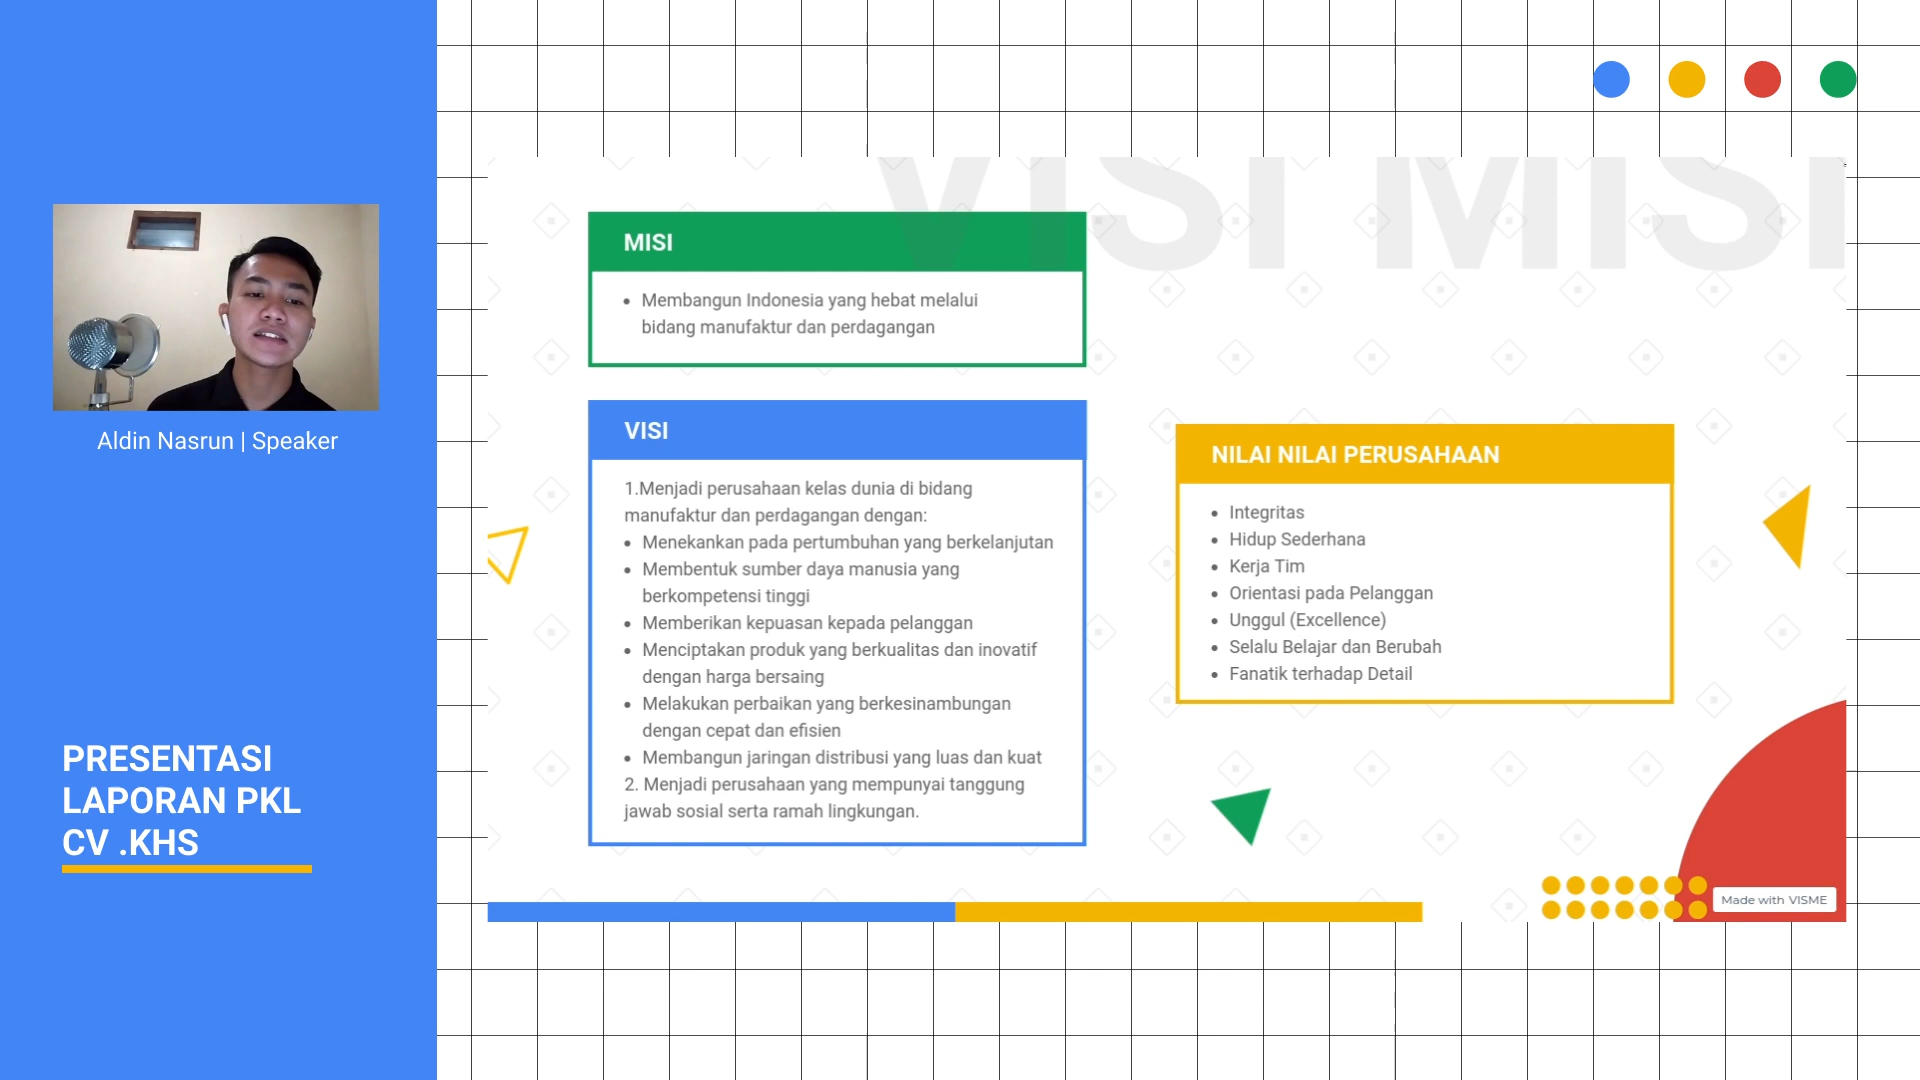 Aldin Nasrun | Speaker
PRESENTASI
LAPORAN PKL
CV .KHS
VISI MISI
MISI
• Membangun Indonesia yang hebat melalui
bidang manufaktur dan perdagangan
VISI
1.Menjadi perusahaan kelas dunia di bidang
manufaktur dan perdagangan dengan:
• Menekankan pada pertumbuhan yang berkelanjutan
• Membentuk sumber daya manusia yang
berkompetensi tinggi
• Memberikan kepuasan kepada pelanggan
• Menciptakan produk yang berkualitas dan inovatif
dengan harga bersaing
• Melakukan perbaikan yang berkesinambungan
dengan cepat dan efisien
• Membangun jaringan distribusi yang luas dan kuat
2. Menjadi perusahaan yang mempunyai tanggung
jawab sosial serta ramah lingkungan.
NILAI NILAI PERUSAHAAN
• Integritas
• Hidup Sederhana
• Kerja Tim
• Orientasi pada Pelanggan
• Unggul (Excellence)
• Selalu Belajar dan Berubah
• Fanatik terhadap Detail
Made with VISME